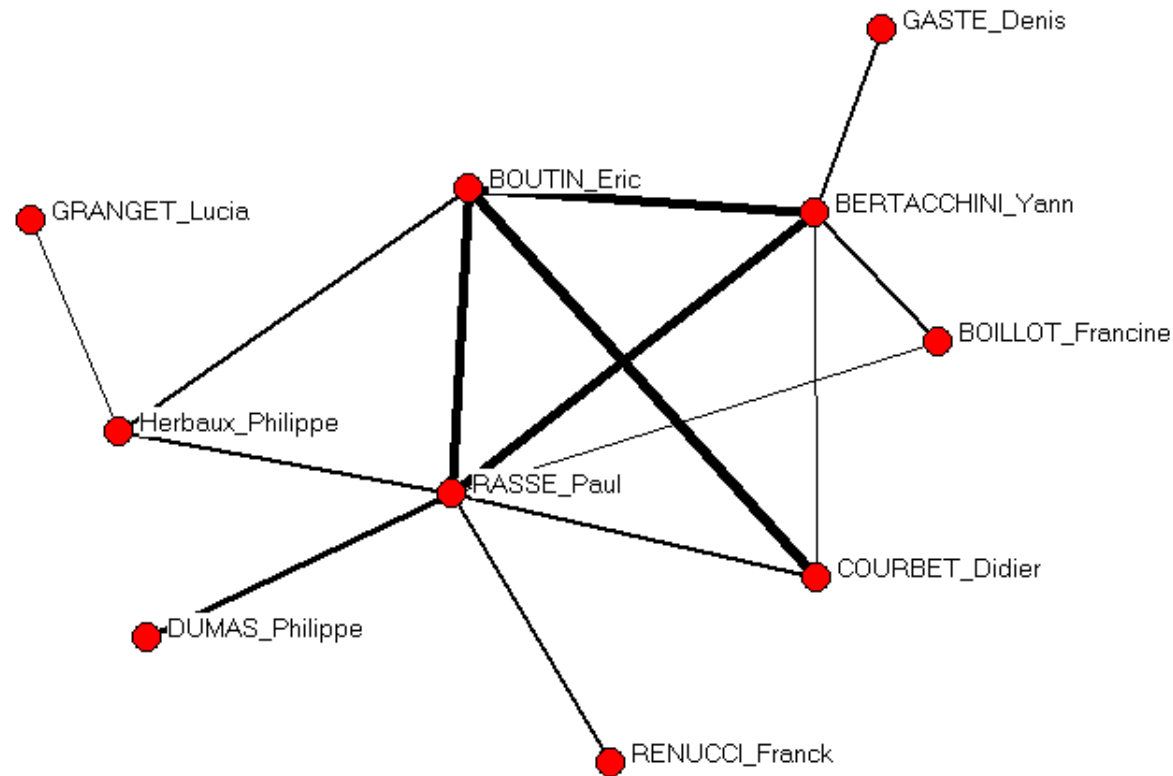 GASTE_Denis
BOUTIN_Eric
BERTACCHINI_Yann
GRANGET_Lucia
BOILLOT_Francine
Herbaux_Philippe
RASSE_Paul
COURBET_Didier
DUMAS_Philippe
RENUCCI_Franck